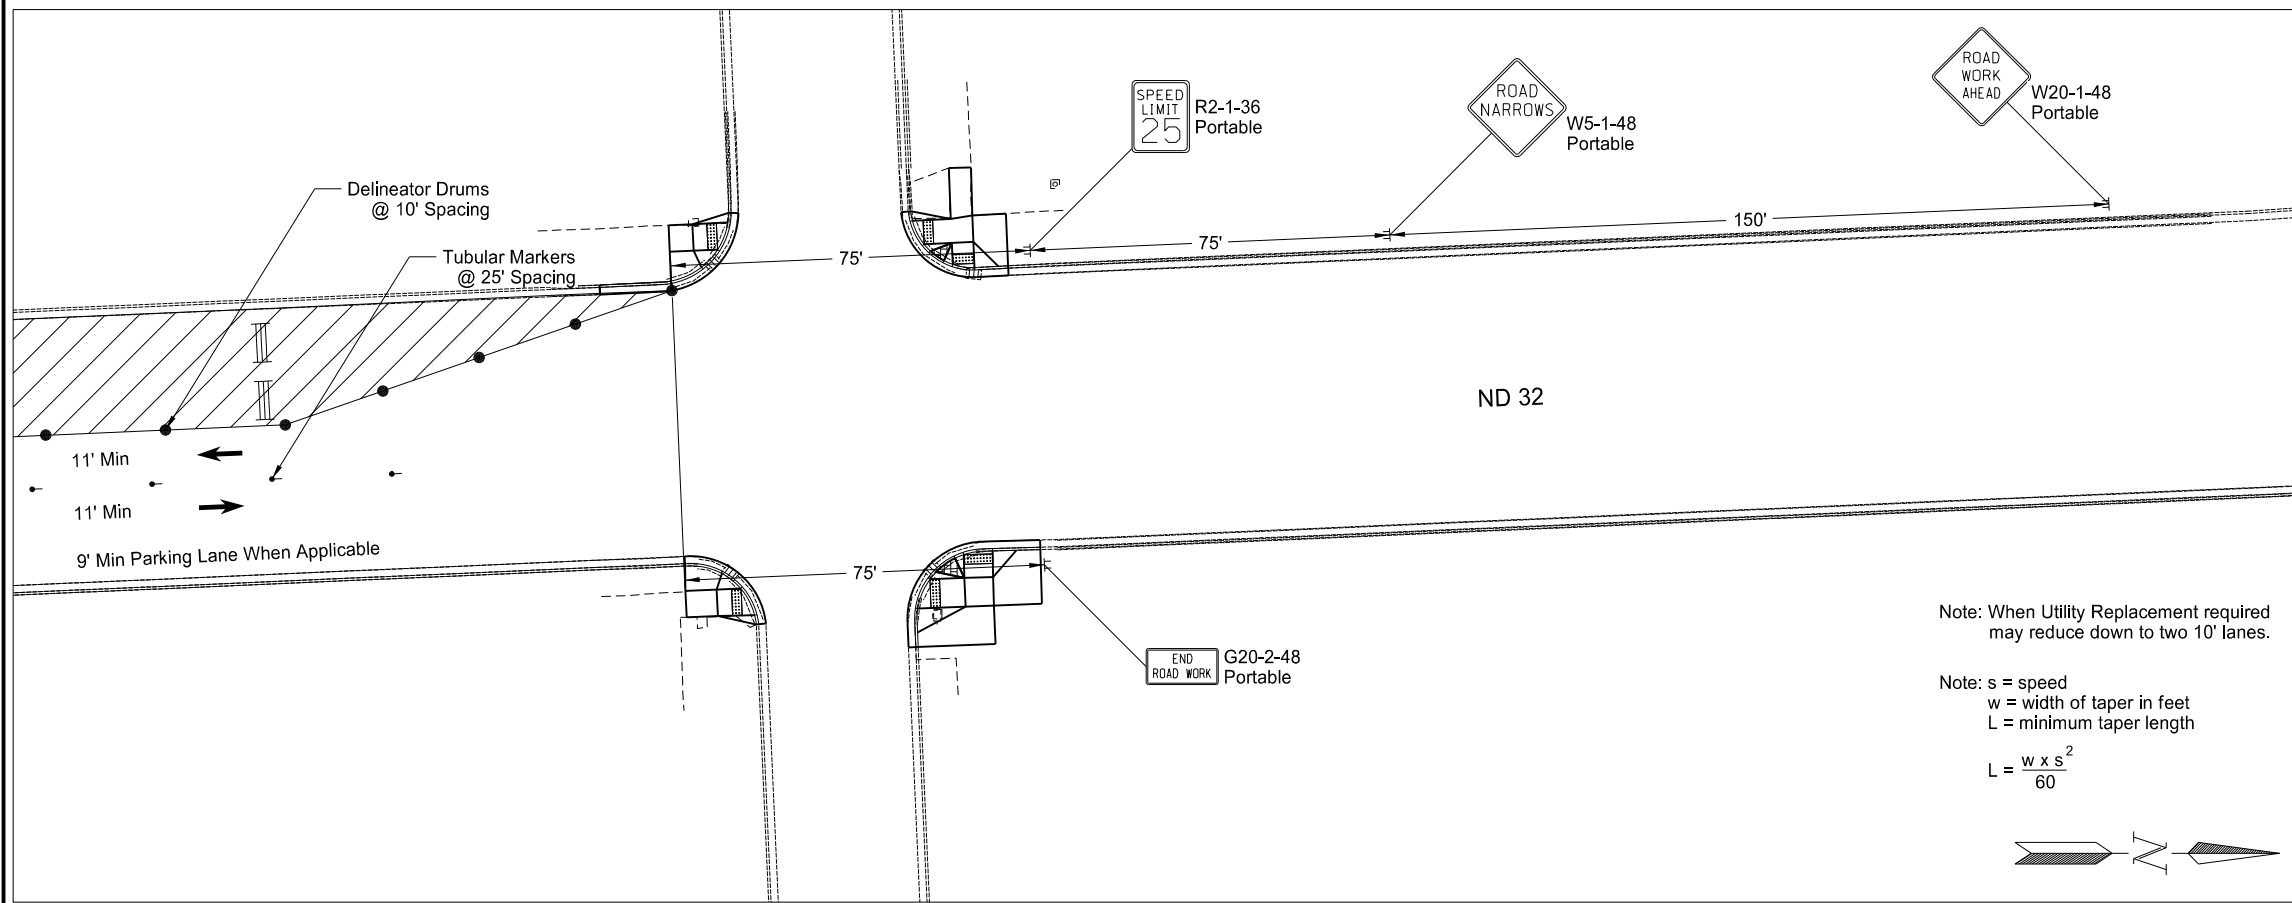 ROAD
WORK
AHEAD
W20-1-48
Portable
ROAD
NARROWS
W5-1-48
Portable
SPEED
LIMIT
25
R2-1-36
Portable
Delineator Drums
@ 10' Spacing
Tubular Markers
@ 25' Spacing
75'
75'
150'
ND 32
11' Min
11' Min
9' Min Parking Lane When Applicable
75'
END
ROAD WORK
G20-2-48
Portable
Note: When Utility Replacement required
may reduce down to two 10' lanes.
Note: s = speed
w = width of taper in feet
L = minimum taper length
L = w x s²
60
N